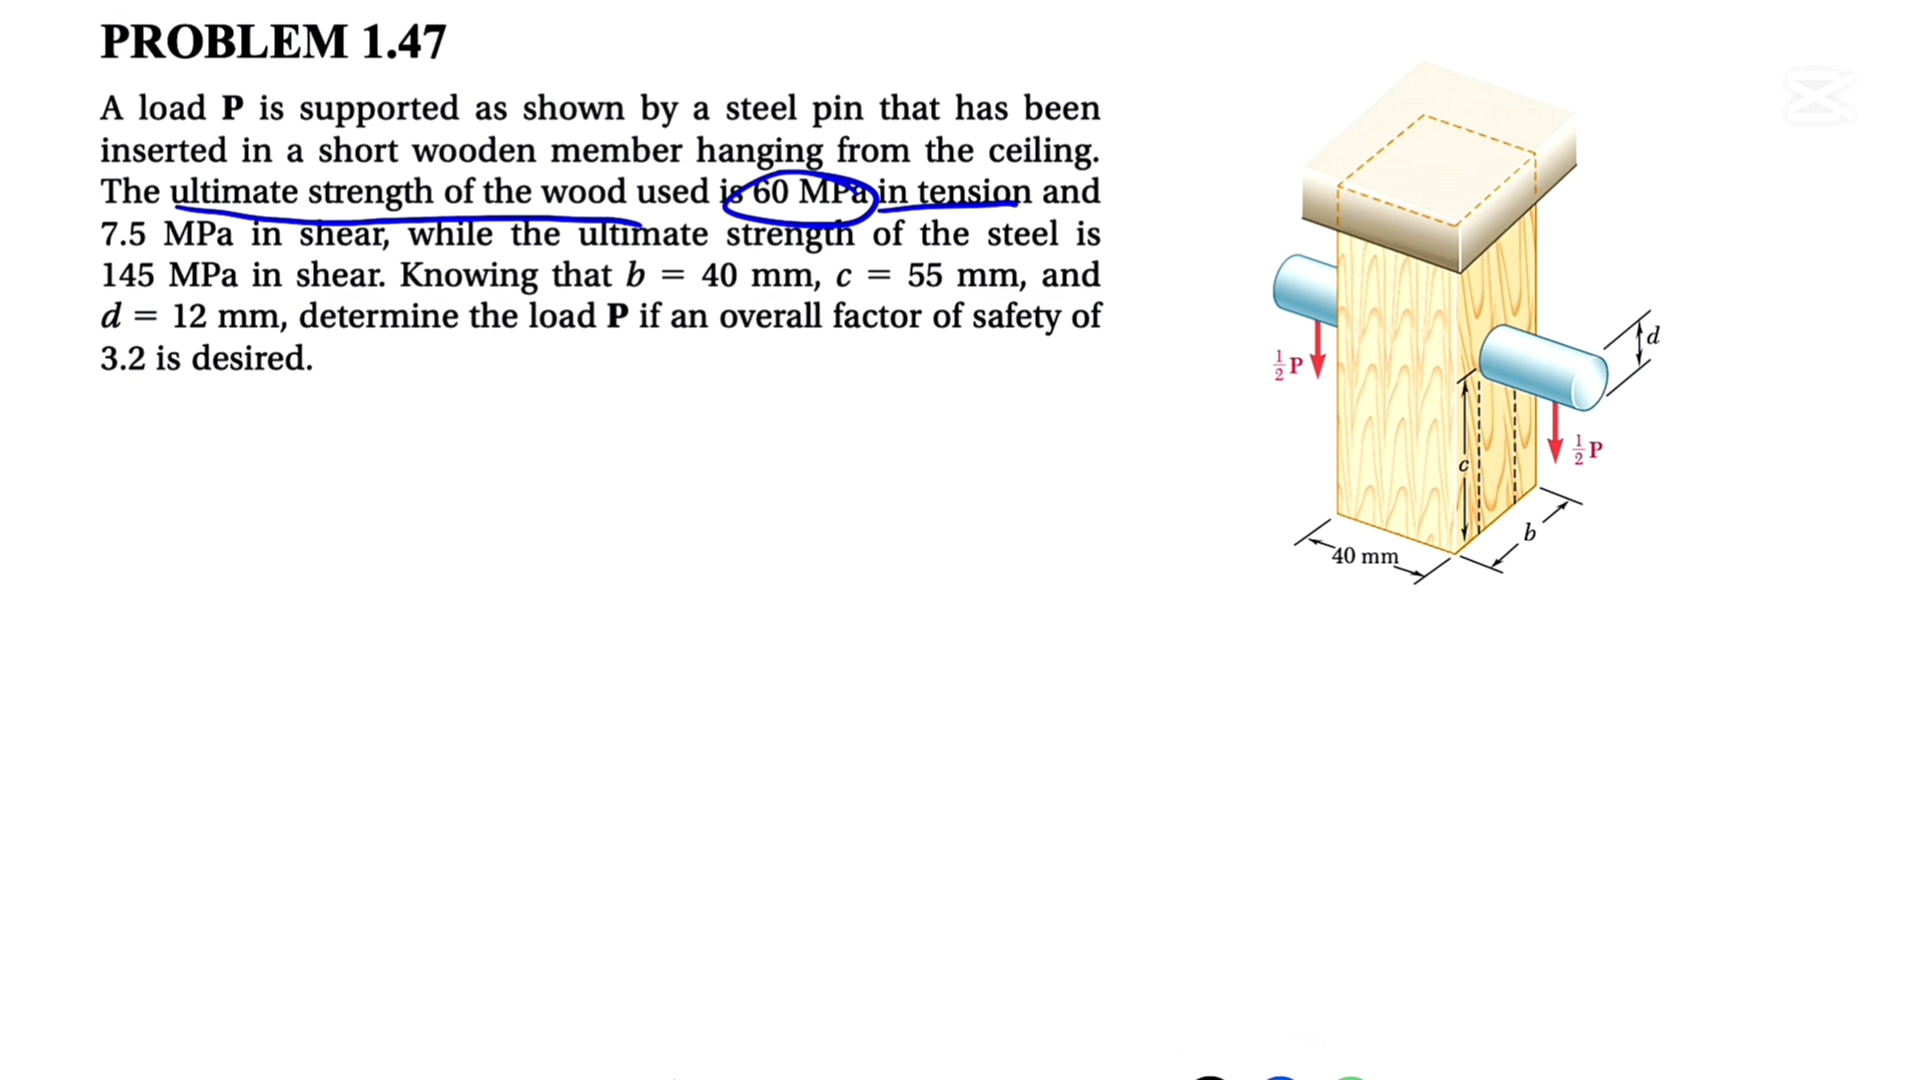 PROBLEM 1.47
A load P is supported as shown by a steel pin that has been
inserted in a short wooden member hanging from the ceiling.
The ultimate strength of the wood used is 60 MPa in tension and
7.5 MPa in shear, while the ultimate strength of the steel is
145 MPa in shear. Knowing that b = 40 mm, c = 55 mm, and
d = 12 mm, determine the load P if an overall factor of safety of
3.2 is desired.
d
1/2 P
1/2 P
c
b
40 mm